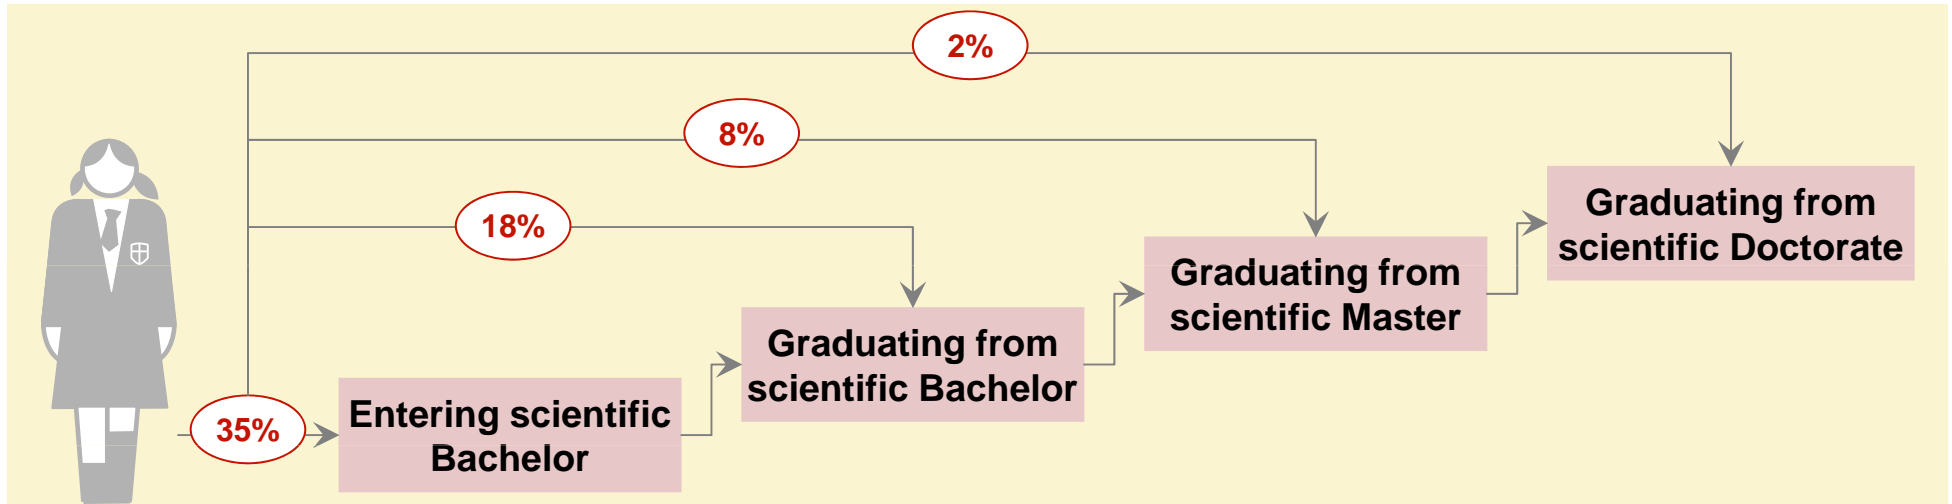 2%
8%
18%
35%
Entering scientific
Bachelor
Graduating from
scientific Bachelor
Graduating from
scientific Master
Graduating from
scientific Doctorate